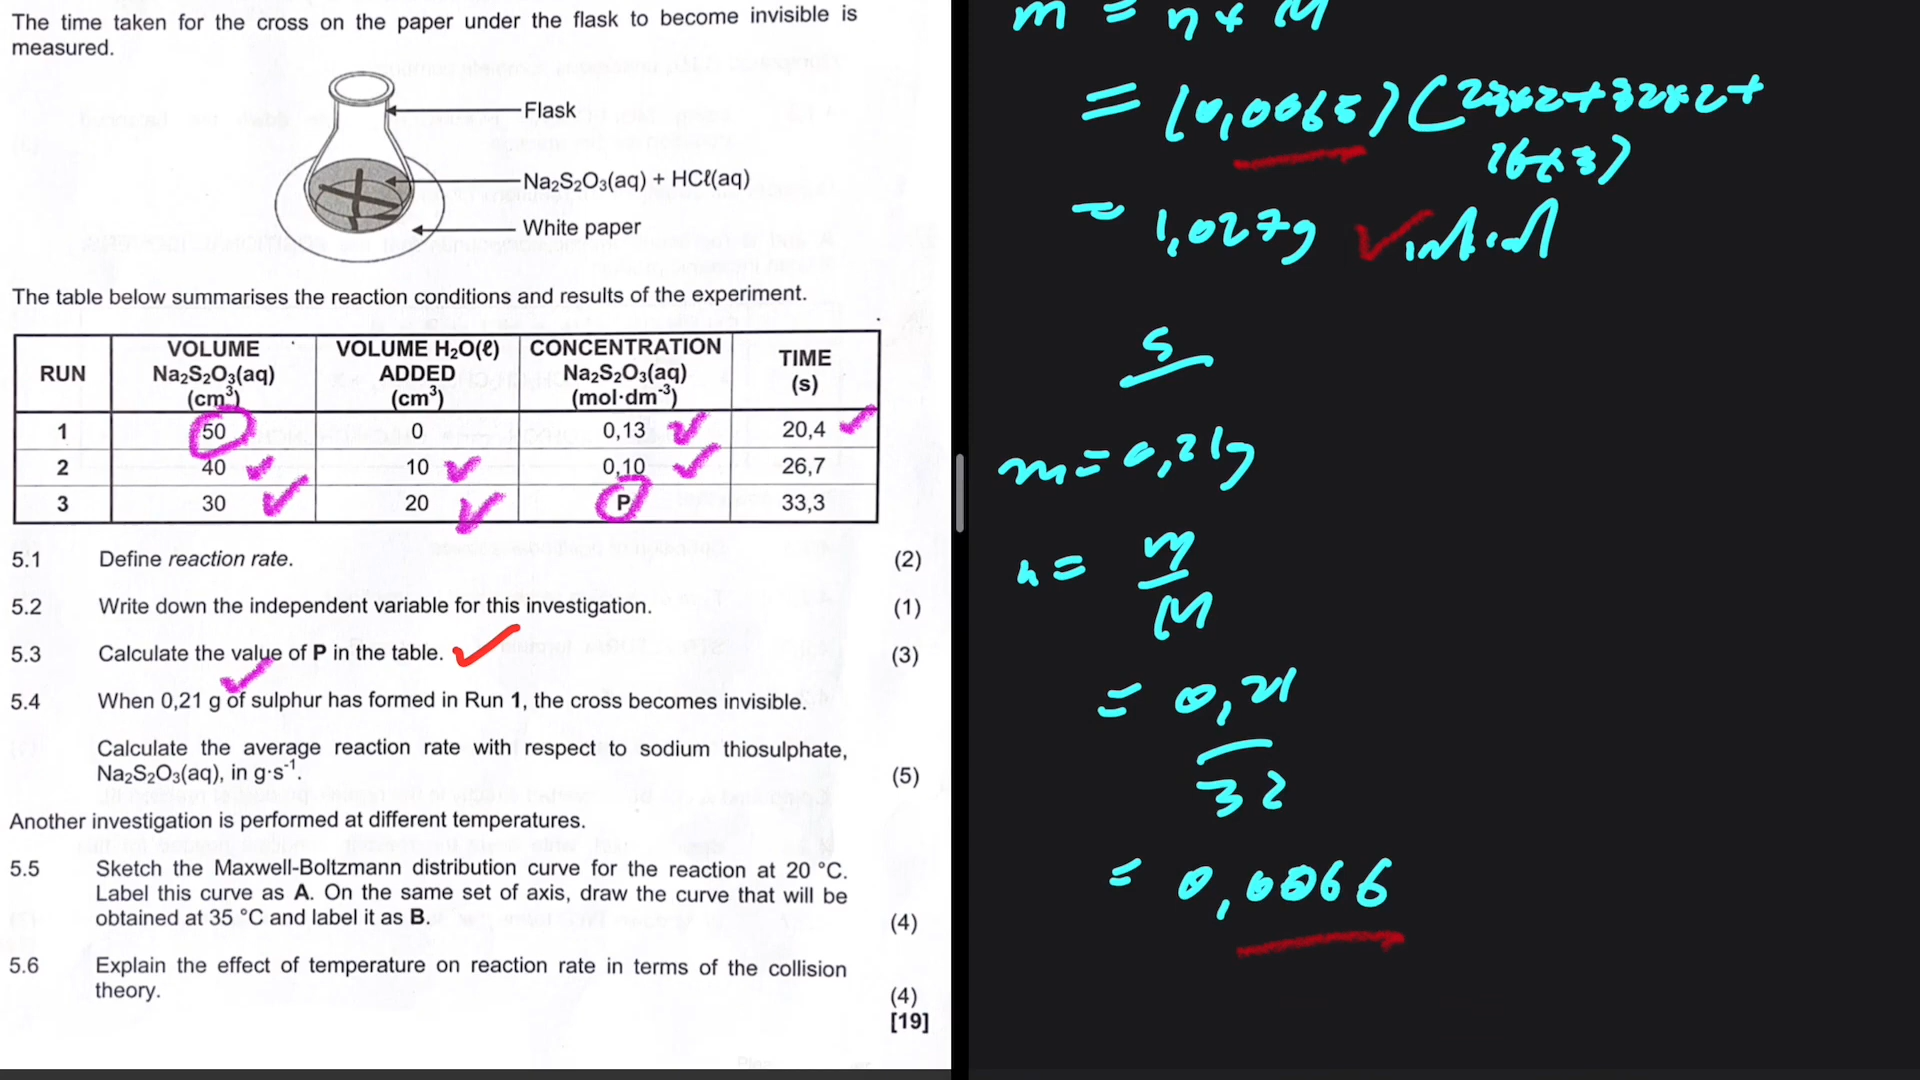 The time taken for the cross on the paper under the flask to become invisible is
measured.
Flask
Na₂S₂O₃(aq) + HCℓ(aq)
White paper
The table below summarises the reaction conditions and results of the experiment.
RUN | VOLUME Na₂S₂O₃(aq) (cm³) | VOLUME H₂O(ℓ) ADDED (cm³) | CONCENTRATION Na₂S₂O₃(aq) (mol·dm⁻³) | TIME (s)
1 | 50 | 0 | 0,13 | 20,4
2 | 40 | 10 | 0,10 | 26,7
3 | 30 | 20 | P | 33,3
5.1 Define reaction rate. (2)
5.2 Write down the independent variable for this investigation. (1)
5.3 Calculate the value of P in the table. (3)
5.4 When 0,21 g of sulphur has formed in Run 1, the cross becomes invisible.
Calculate the average reaction rate with respect to sodium thiosulphate,
Na₂S₂O₃(aq), in g·s⁻¹. (5)
Another investigation is performed at different temperatures.
5.5 Sketch the Maxwell-Boltzmann distribution curve for the reaction at 20 °C.
Label this curve as A. On the same set of axis, draw the curve that will be
obtained at 35 °C and label it as B. (4)
5.6 Explain the effect of temperature on reaction rate in terms of the collision
theory. (4)
[19]
m = n × M
= (0,0065)(23×2+32×2+
16×3)
= 1,027g ✓ initial
S
m = 0,21g
n = m
M
= 0,21
32
= 0,0066